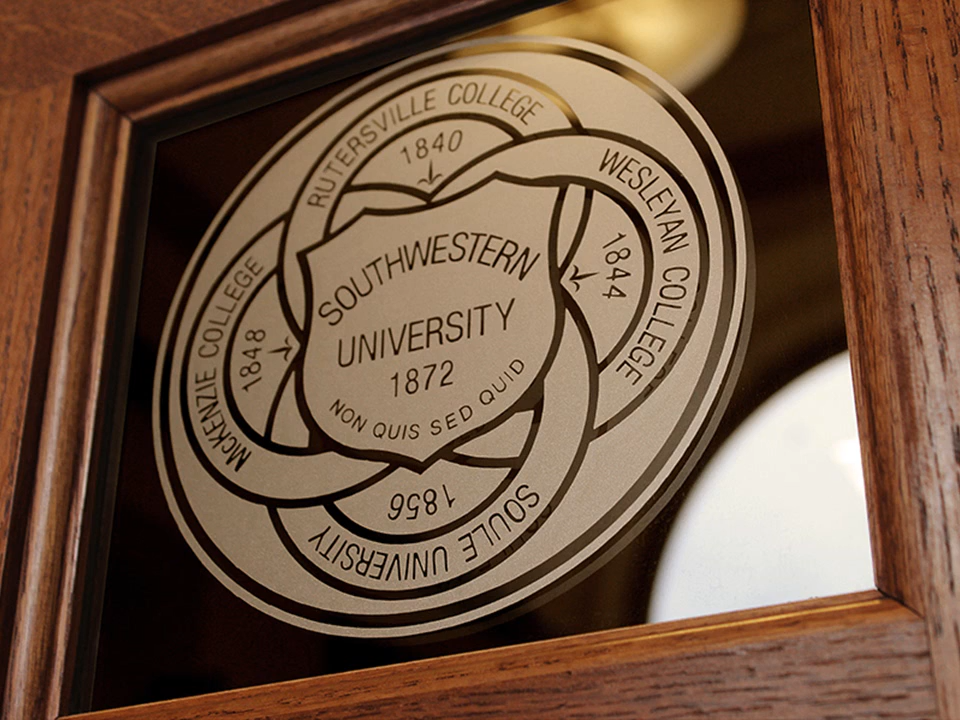 RUTERSVILLE COLLEGE
1840
WESLEYAN COLLEGE
1844
SOUTHWESTERN
UNIVERSITY
1872
NON QUIS SED QUID
McKENZIE COLLEGE
1848
SOULE UNIVERSITY
1856